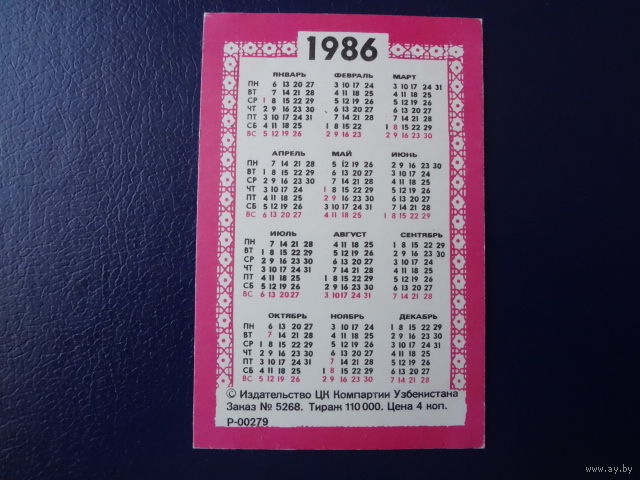 1986
ЯНВАРЬ ФЕВРАЛЬ МАРТ
ПН 6 13 20 27 3 10 17 24 3 10 17 24 31
ВТ 7 14 21 28 4 11 18 25 4 11 18 25
СР 1 8 15 22 29 5 12 19 26 5 12 19 26
ЧТ 2 9 16 23 30 6 13 20 27 6 13 20 27
ПТ 3 10 17 24 31 7 14 21 28 7 14 21 28
СБ 4 11 18 25 1 8 15 22 1 8 15 22 29
ВС 5 12 19 26 2 9 16 23 2 9 16 23 30
АПРЕЛЬ МАЙ ИЮНЬ
ПН 7 14 21 28 5 12 19 26 2 9 16 23 30
ВТ 1 8 15 22 29 6 13 20 27 3 10 17 24
СР 2 9 16 23 30 7 14 21 28 4 11 18 25
ЧТ 3 10 17 24 1 8 15 22 29 5 12 19 26
ПТ 4 11 18 25 2 9 16 23 30 6 13 20 27
СБ 5 12 19 26 3 10 17 24 31 7 14 21 28
ВС 6 13 20 27 4 11 18 25 1 8 15 22 29
ИЮЛЬ АВГУСТ СЕНТЯБРЬ
ПН 7 14 21 28 4 11 18 25 1 8 15 22 29
ВТ 1 8 15 22 29 5 12 19 26 2 9 16 23 30
СР 2 9 16 23 30 6 13 20 27 3 10 17 24
ЧТ 3 10 17 24 31 7 14 21 28 4 11 18 25
ПТ 4 11 18 25 1 8 15 22 29 5 12 19 26
СБ 5 12 19 26 2 9 16 23 30 6 13 20 27
ВС 6 13 20 27 3 10 17 24 31 7 14 21 28
ОКТЯБРЬ НОЯБРЬ ДЕКАБРЬ
ПН 6 13 20 27 3 10 17 24 1 8 15 22 29
ВТ 7 14 21 28 4 11 18 25 2 9 16 23 30
СР 1 8 15 22 29 5 12 19 26 3 10 17 24 31
ЧТ 2 9 16 23 30 6 13 20 27 4 11 18 25
ПТ 3 10 17 24 31 7 14 21 28 5 12 19 26
СБ 4 11 18 25 1 8 15 22 29 6 13 20 27
ВС 5 12 19 26 2 9 16 23 30 7 14 21 28
© Издательство ЦК Компартии Узбекистана
Заказ № 5268. Тираж 110 000. Цена 4 коп.
Р-00279
www.ay.by